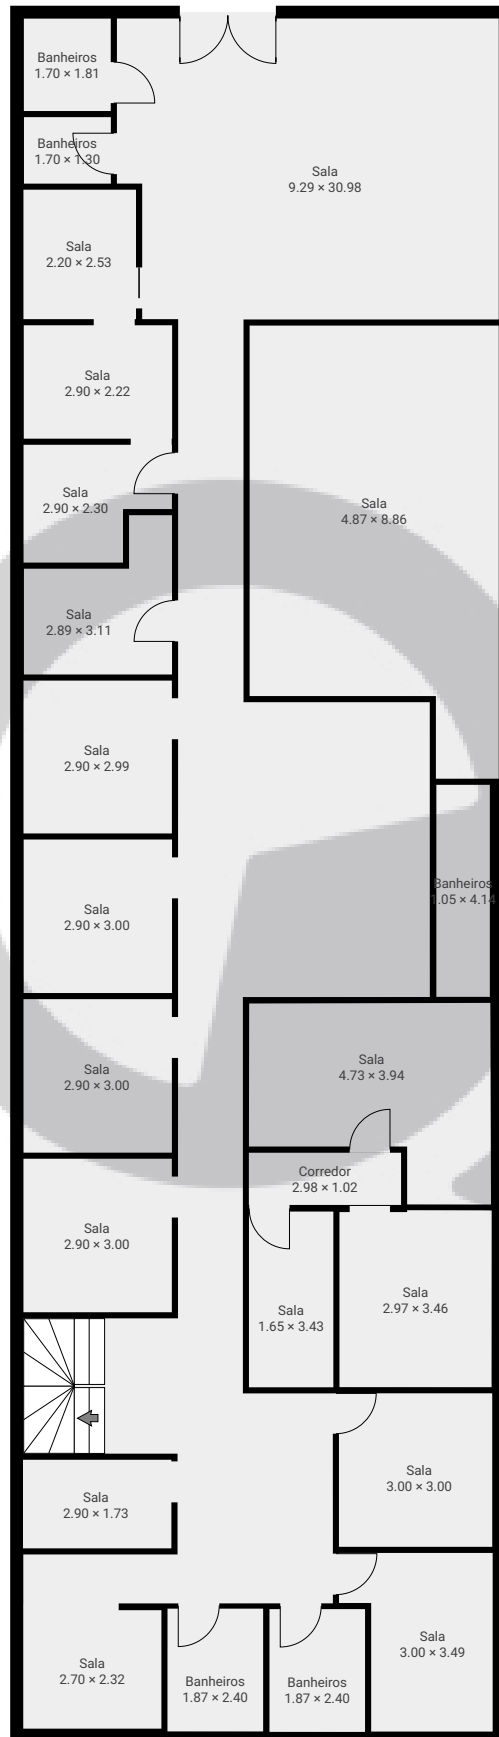 Banheiros
1.70 × 1.81
Banheiros
1.70 × 1.30
Sala
9.29 × 30.98
Sala
2.20 × 2.53
Sala
2.90 × 2.22
Sala
2.90 × 2.30
Sala
4.87 × 8.86
Sala
2.89 × 3.11
Sala
2.90 × 2.99
Banheiros
1.05 × 4.14
Sala
2.90 × 3.00
Sala
2.90 × 3.00
Sala
4.73 × 3.94
Corredor
2.98 × 1.02
Sala
2.90 × 3.00
Sala
2.97 × 3.46
Sala
1.65 × 3.43
Sala
3.00 × 3.00
Sala
2.90 × 1.73
Sala
3.00 × 3.49
Sala
2.70 × 2.32
Banheiros
1.87 × 2.40
Banheiros
1.87 × 2.40